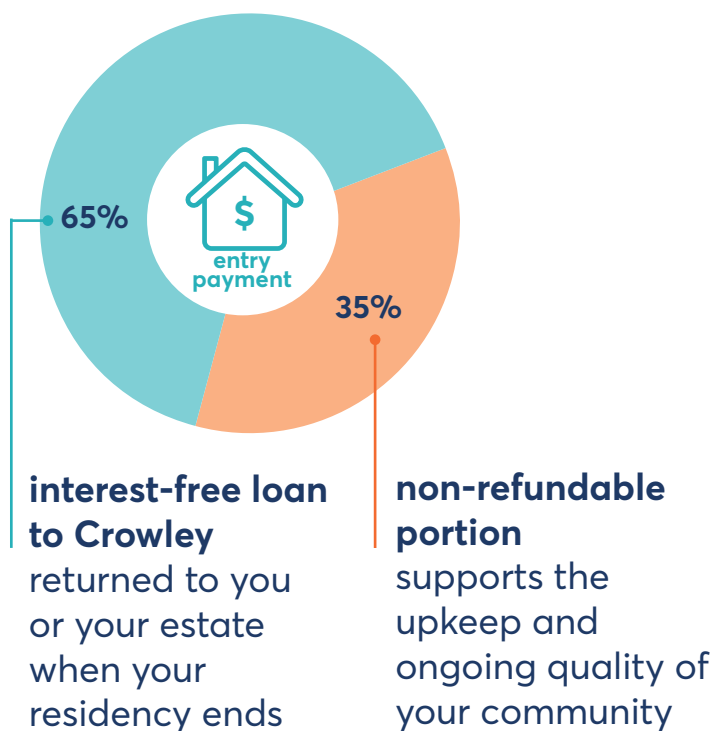 65%
$
entry
payment
35%
interest-free loan
to Crowley
returned to you
or your estate
when your
residency ends
non-refundable
portion
supports the
upkeep and
ongoing quality of
your community